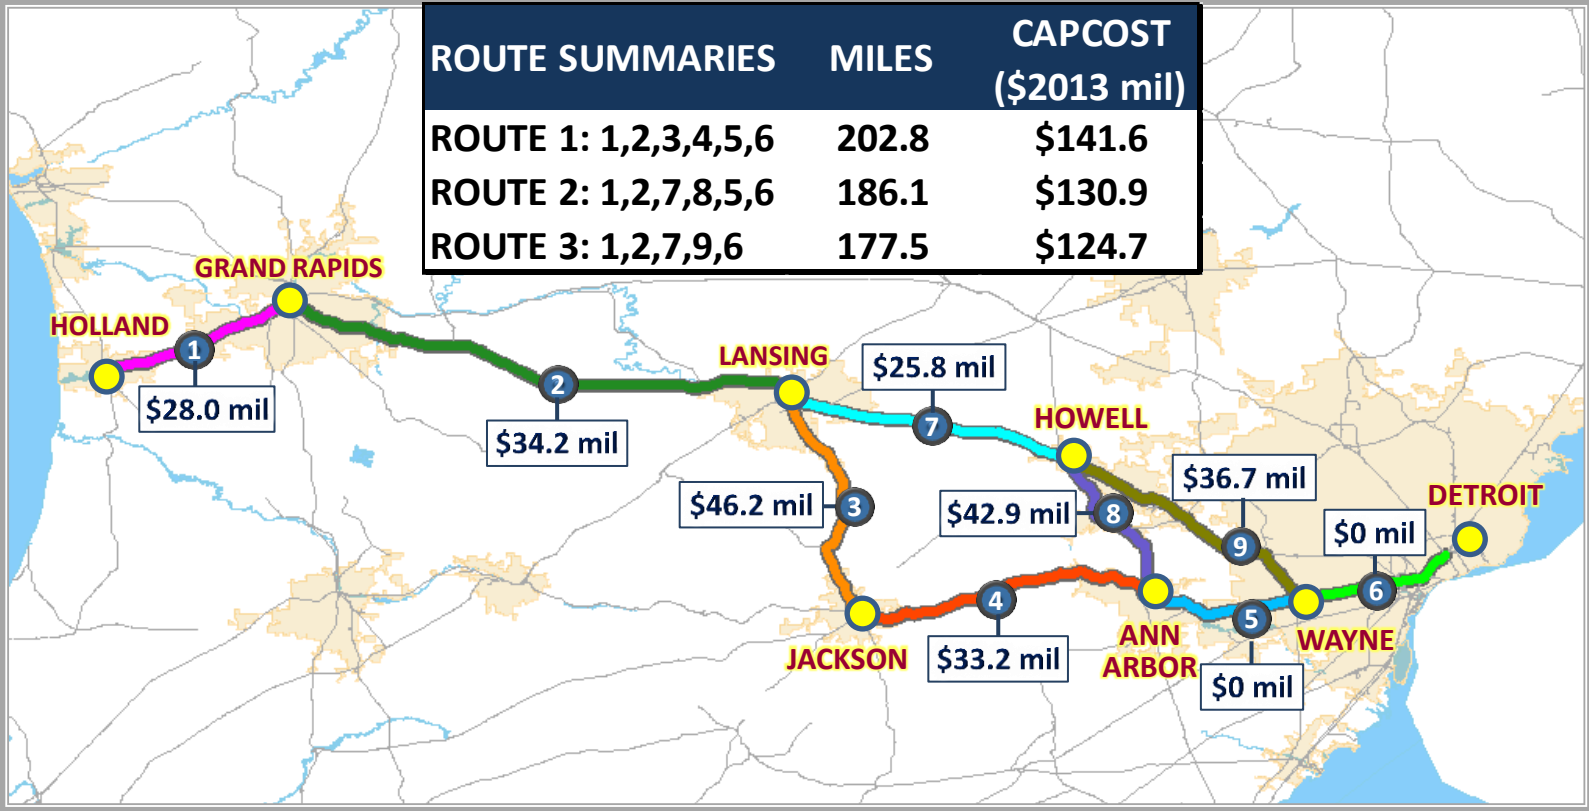 ROUTE SUMMARIES MILES CAPCOST ($2013 mil)
ROUTE 1: 1,2,3,4,5,6 202.8 $141.6
ROUTE 2: 1,2,7,8,5,6 186.1 $130.9
ROUTE 3: 1,2,7,9,6 177.5 $124.7
GRAND RAPIDS
HOLLAND
1
$28.0 mil
2
$34.2 mil
LANSING
$25.8 mil
7
HOWELL
$46.2 mil
3
$42.9 mil
8
$36.7 mil
9
DETROIT
$0 mil
6
4
$33.2 mil
JACKSON
ANN
ARBOR
5
$0 mil
WAYNE